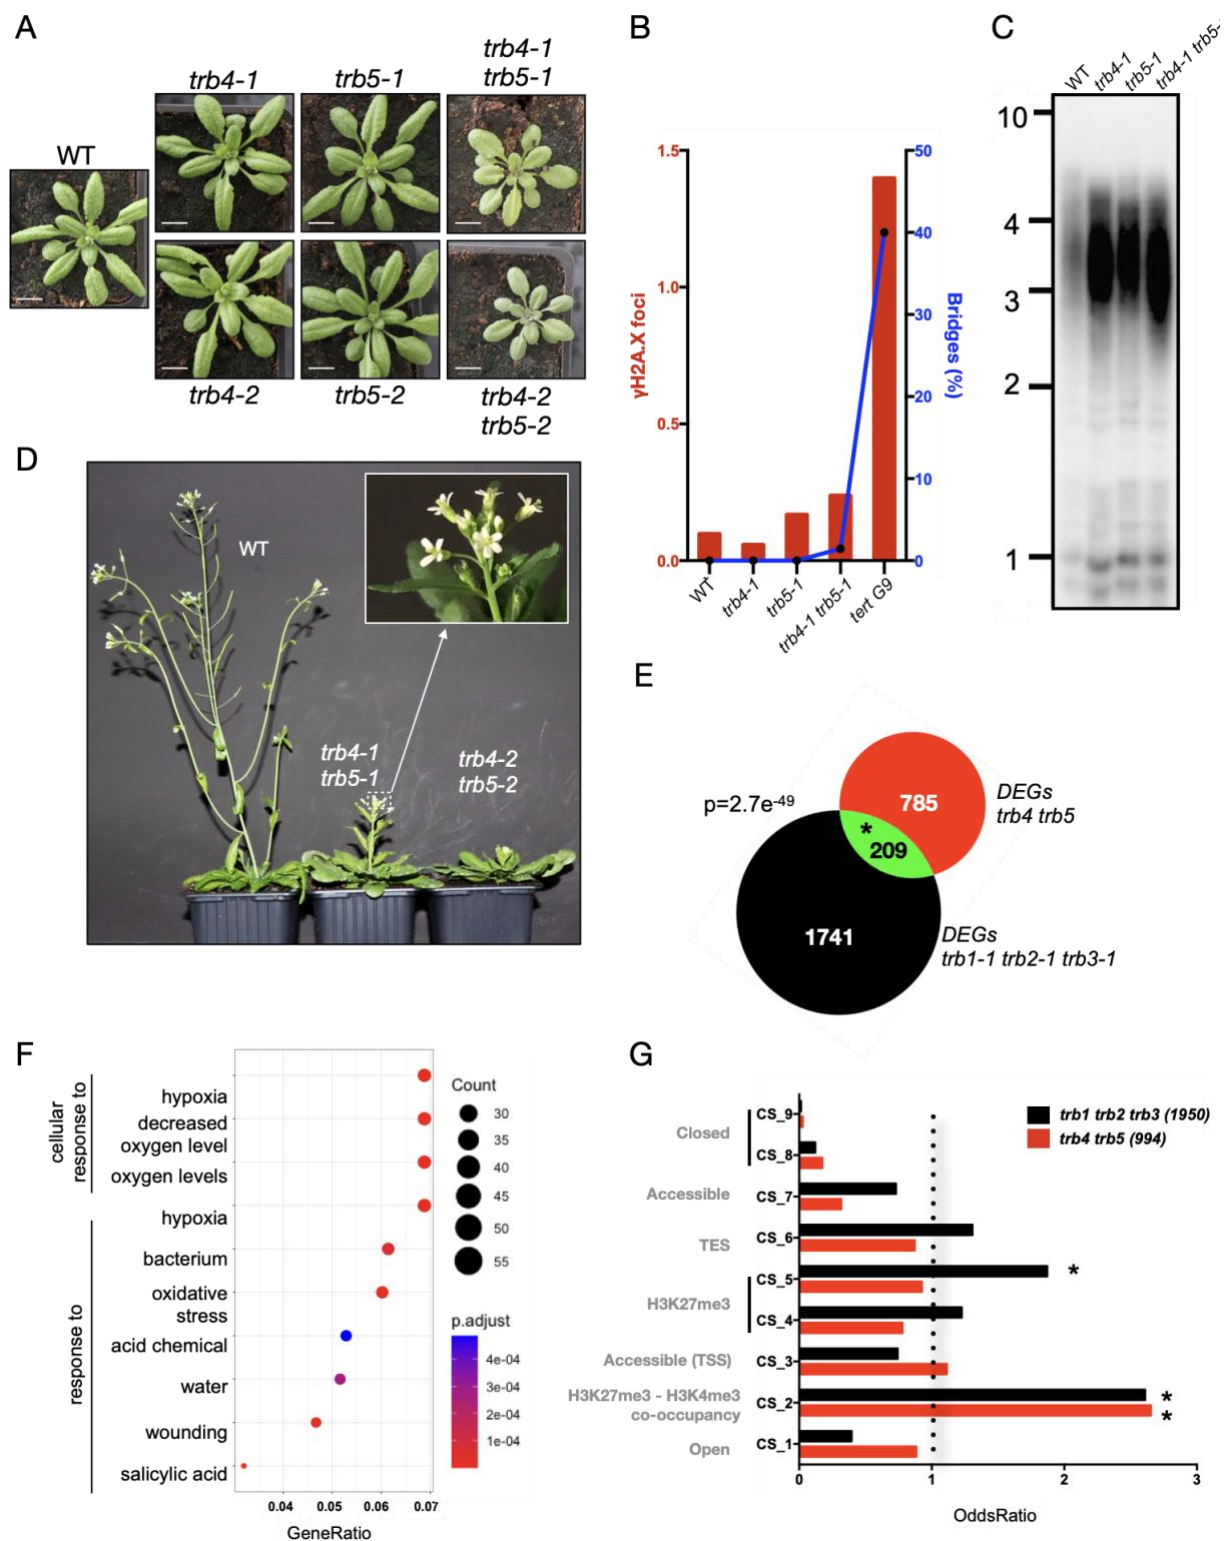 A
trb4-1
trb5-1
trb4-1
trb5-1
WT
trb4-2
trb5-2
trb4-2
trb5-2
B
1.5
1.0
0.5
0.0
γH2A.X foci
50
40
30
20
10
0
Bridges (%)
WT
trb4-1
trb5-1
trb4-1 trb5-1
tert G9
C
WT
trb4-1
trb5-1
10
4
3
2
1
D
WT
trb4-1
trb5-1
trb4-2
trb5-2
E
p=2.7e-49
785
DEGs
trb4 trb5
*
209
1741
DEGs
trb1-1 trb2-1 trb3-1
F
cellular
response to
hypoxia
decreased
oxygen level
oxygen levels
response to
hypoxia
bacterium
oxidative
stress
acid chemical
water
wounding
salicylic acid
0.04 0.05 0.06 0.07
GeneRatio
Count
30
35
40
45
50
55
p.adjust
4e-04
3e-04
2e-04
1e-04
G
trb1 trb2 trb3 (1950)
trb4 trb5 (994)
Closed
CS_9
CS_8
Accessible
CS_7
TES
CS_6
H3K27me3
CS_5
*
CS_4
Accessible (TSS)
CS_3
H3K27me3 - H3K4me3
co-occupancy
CS_2
*
*
Open
CS_1
0 1 2 3
OddsRatio